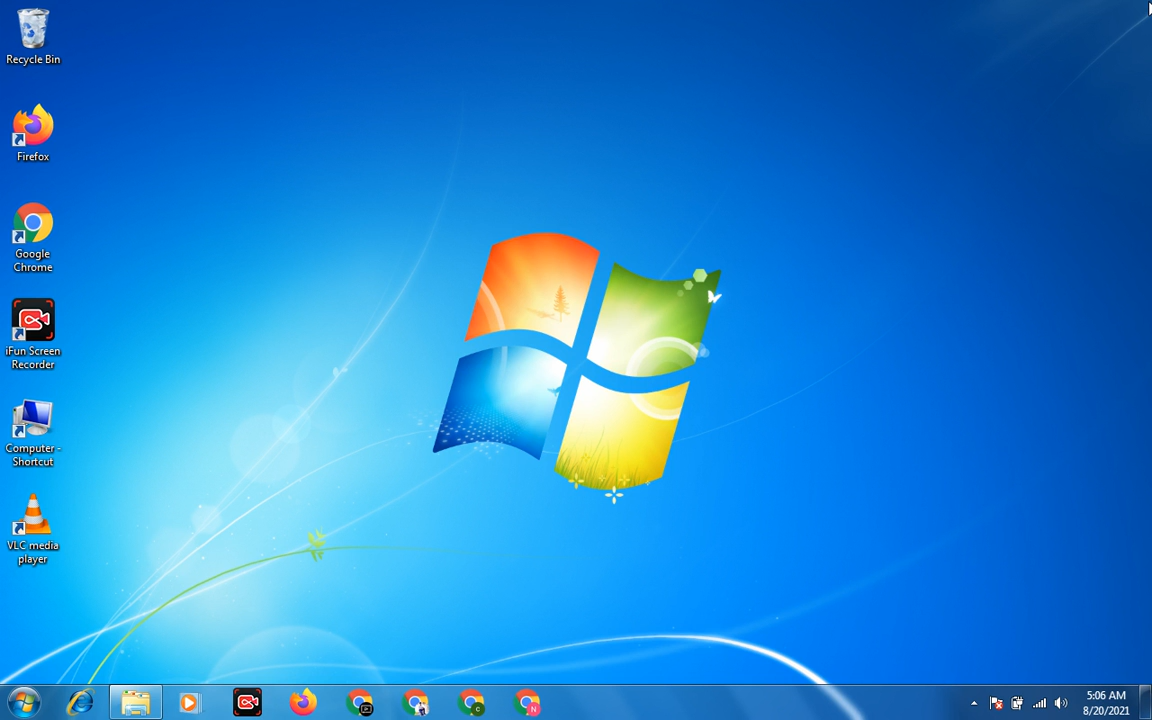 Recycle Bin
Firefox
Google
Chrome
iFun Screen
Recorder
Computer -
Shortcut
VLC media
player
C
N
5:06 AM
8/20/2021